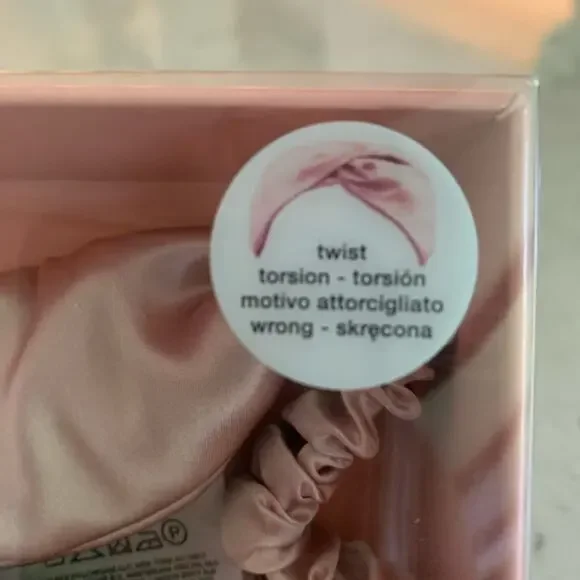 twist
torsion - torsión
motivo attorcigliato
wrong - skręcona